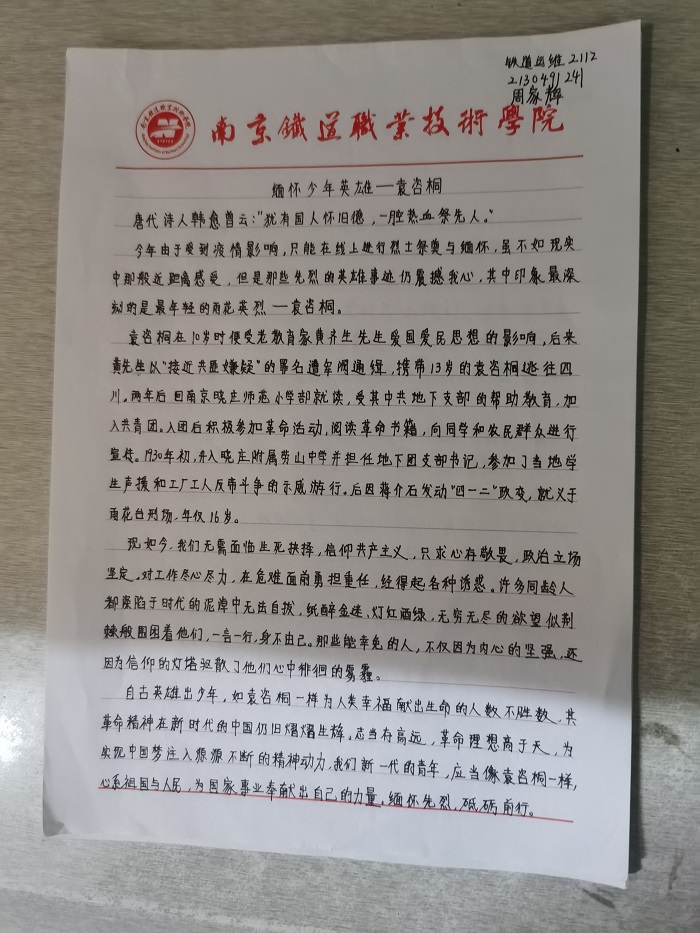 铁道运维2112
2130491241
周家辉
南京鐵道職業技術學院
缅怀少年英雄——袁咨桐
唐代诗人韩愈曾云:“犹有国人怀旧德,一腔热血祭先人。”
今年由于受到疫情影响,只能在线上进行烈士祭奠与缅怀,虽不如现实
中那般近距离感受,但是那些先烈的英雄事迹仍震撼我心,其中印象最深
刻的是最年轻的雨花英烈——袁咨桐。
袁咨桐在10岁时便受老教育家黄齐生先生爱国爱民思想的影响,后来
黄先生以“接近共匪嫌疑”的罪名遭军阀通缉,携带13岁的袁咨桐逃往四
川。两年后回南京晓庄师范小学部就读,受其中共地下支部的帮助教育,加
入共青团。入团后积极参加革命活动,阅读革命书籍,向同学和农民群众进行
宣传。1930年初,升入晓庄附属劳山中学并担任地下团支部书记,参加了当地学
生声援和工厂工人反帝斗争的示威游行。后因蒋介石发动“四一二”政变,就义于
雨花台刑场,年仅16岁。
现如今,我们无需面临生死抉择,信仰共产主义,只求心存敬畏,政治立场
坚定。对工作尽心尽力,在危难面前勇担重任,经得起各种诱惑。许多同龄人
都深陷于时代的泥潭中无法自拔,纸醉金迷,灯红酒绿,无穷无尽的欲望似荆
棘般围困着他们,一言一行,身不由己。那些能幸免的人,不仅因为内心的坚强,还
因为信仰的灯塔驱散了他们心中徘徊的雾霾。
自古英雄出少年,如袁咨桐一样为人类幸福献出生命的人数不胜数,其
革命精神在新时代的中国仍旧熠熠生辉。志当存高远,革命理想高于天,为
实现中国梦注入源源不断的精神动力。我们新一代的青年,应当像袁咨桐一样,
心系祖国与人民,为国家事业奉献出自己的力量。缅怀先烈,砥砺前行。